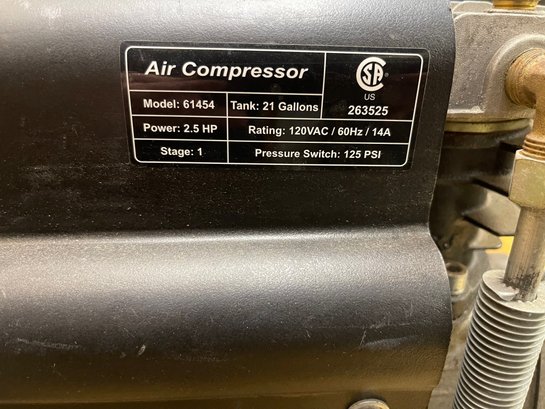 Air Compressor
SA
US
263525
Model: 61454
Tank: 21 Gallons
Power: 2.5 HP
Rating: 120VAC / 60Hz / 14A
Stage: 1
Pressure Switch: 125 PSI